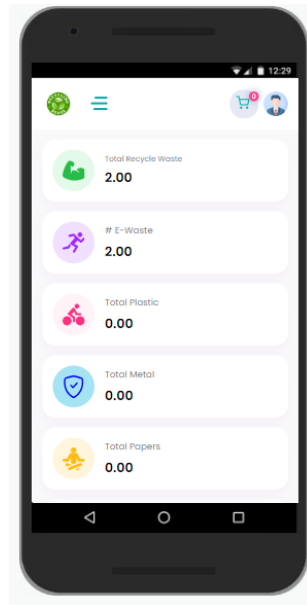 12:29
0
Total Recycle Waste
2.00
# E-Waste
2.00
Total Plastic
0.00
Total Metal
0.00
Total Papers
0.00